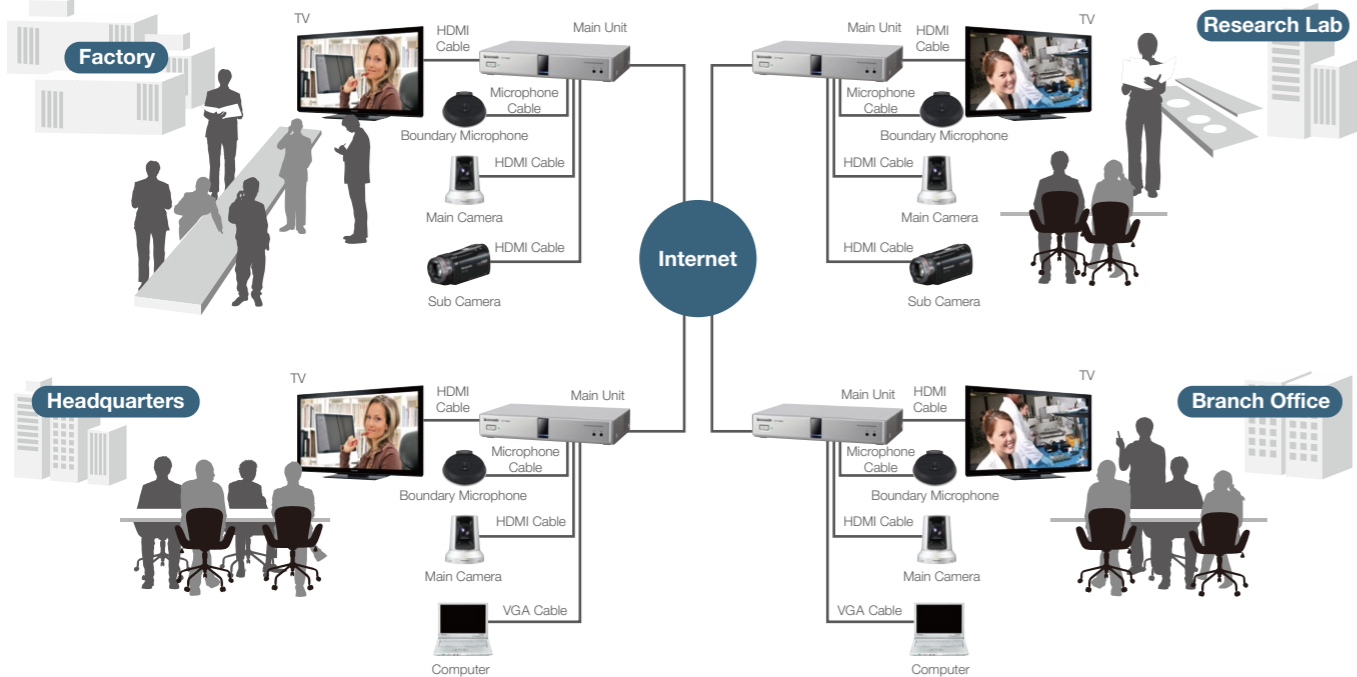 TV
HDMI
Cable
Main Unit
Factory
Microphone
Cable
Boundary Microphone
HDMI Cable
Main Camera
HDMI Cable
Sub Camera
Main Unit
HDMI
Cable
TV
Research Lab
Microphone
Cable
Boundary Microphone
HDMI Cable
Main Camera
HDMI Cable
Sub Camera
Internet
TV
HDMI
Cable
Main Unit
Headquarters
Microphone
Cable
Boundary Microphone
HDMI Cable
Main Camera
VGA Cable
Computer
Main Unit
HDMI
Cable
TV
Branch Office
Microphone
Cable
Boundary Microphone
HDMI Cable
Main Camera
VGA Cable
Computer